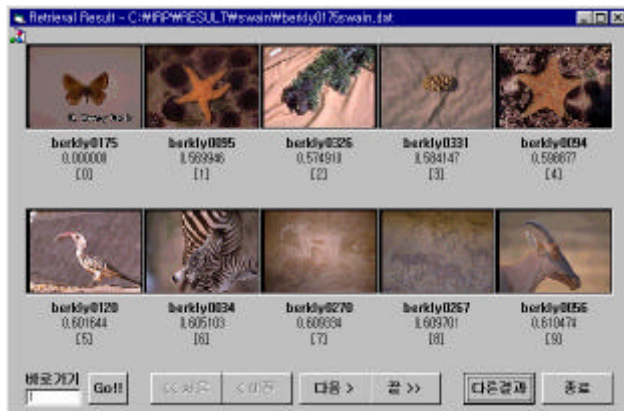 Retrieval Result - C:₩IRP₩RESULT₩swain₩berkly0175swain.dat
berkly0175
0.000000
[0]
berkly0095
0.569946
[1]
berkly0326
0.574910
[2]
berkly0331
0.584147
[3]
berkly0094
0.598877
[4]
berkly0120
0.601644
[5]
berkly0034
0.605103
[6]
berkly0270
0.609334
[7]
berkly0267
0.609701
[8]
berkly0056
0.610474
[9]
바로가기
Go!!
<< 처음
< 이전
다음 >
끝 >>
다른결과
종료